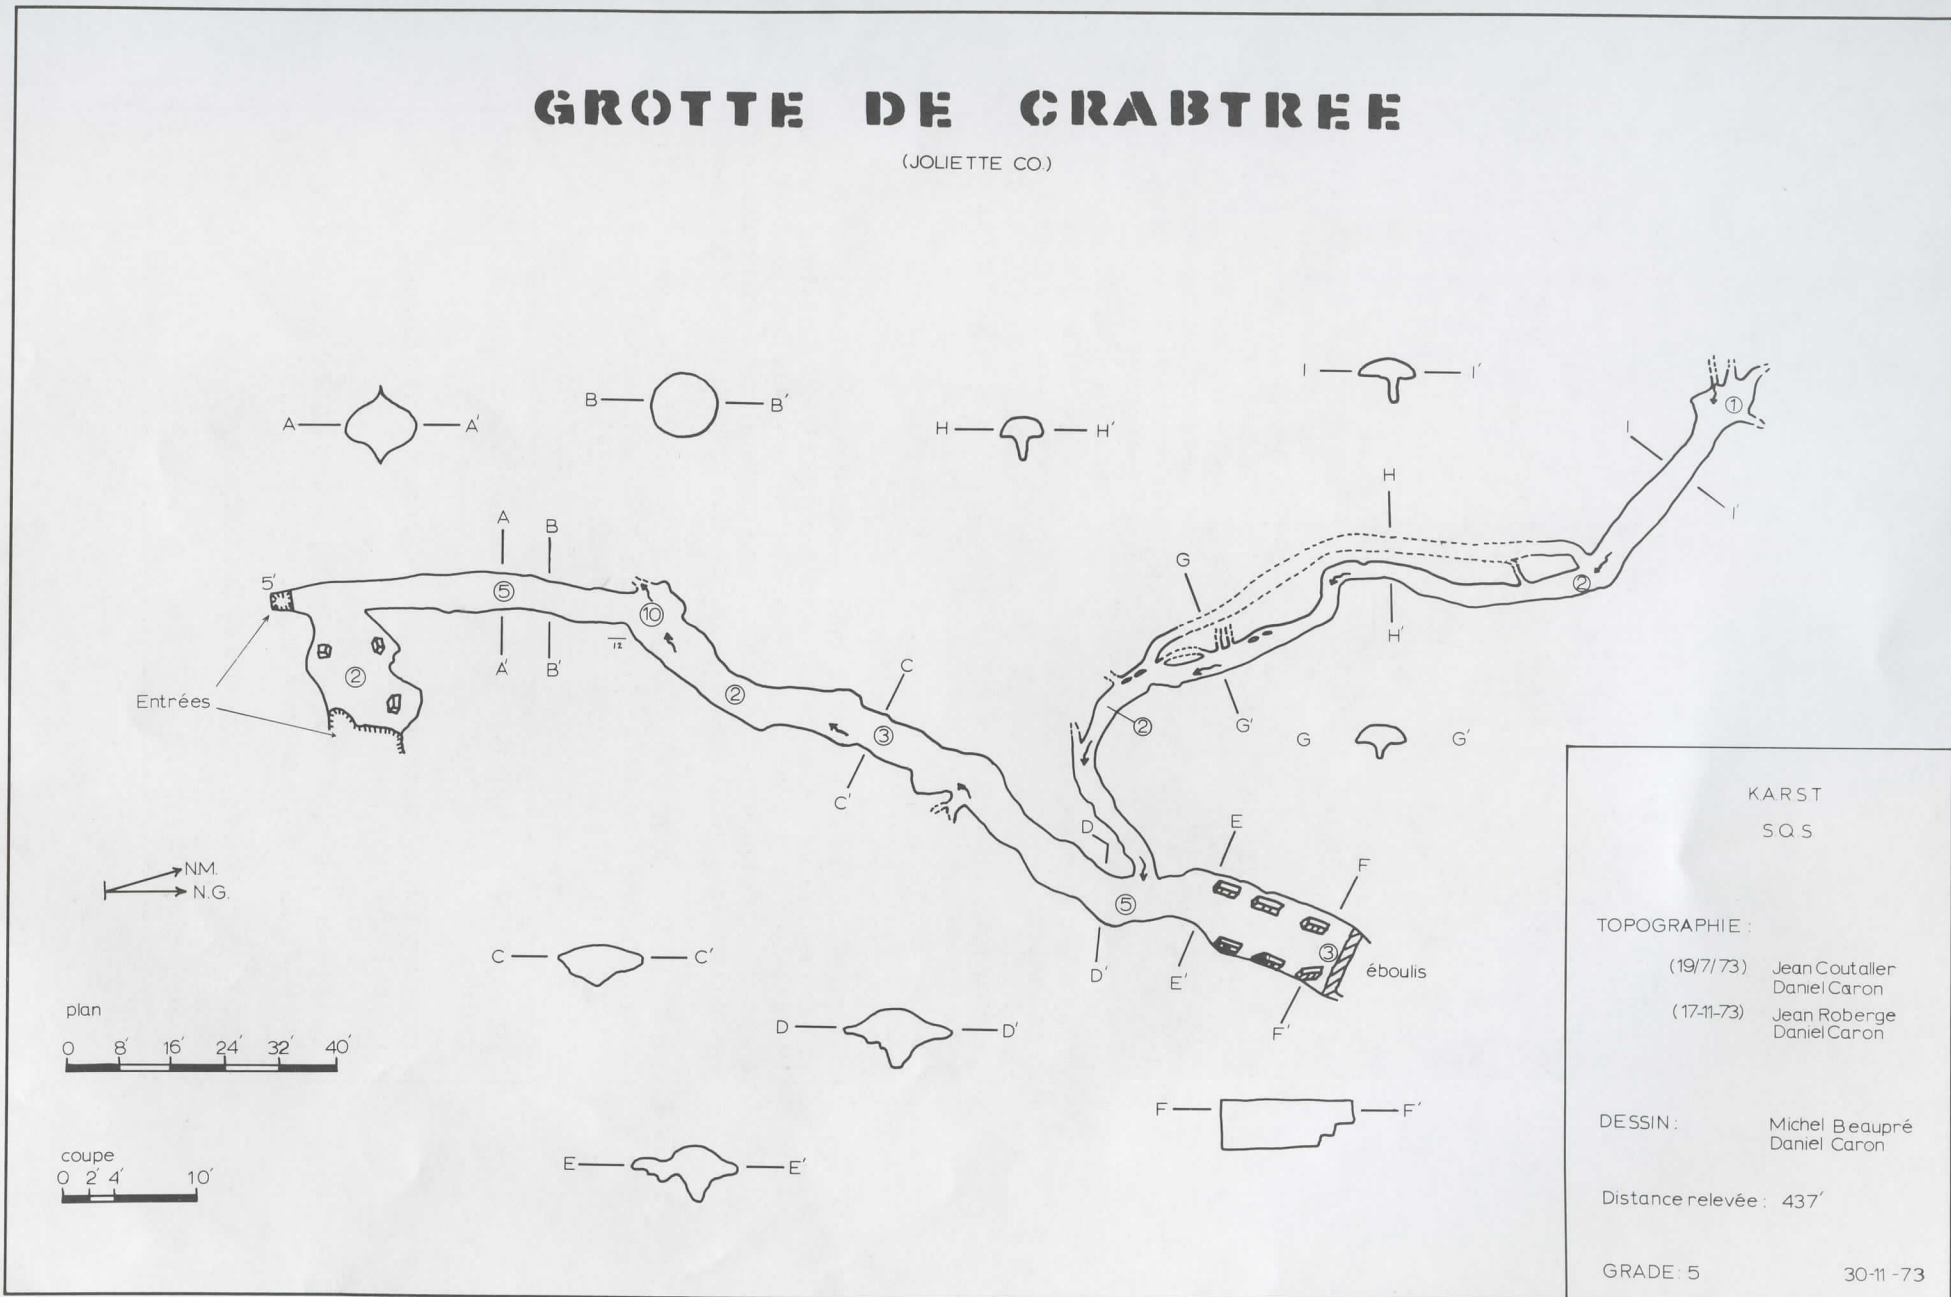 GROTTE DE CRABTREE
(JOLIETTE CO.)
I I'
A A'
B B'
H H'
1
I
I'
H
A
B
G
5'
5
10
2
H'
12
A'
B'
C
2
Entrées
2
3
2
G'
G G'
C'
D
E
F
N.M.
N.G.
5
3
éboulis
D'
E'
F'
C C'
D D'
plan
0 8' 16' 24' 32' 40'
F F'
coupe
0 2' 4' 10'
E E'
KARST
S.Q.S
TOPOGRAPHIE :
(19/7/73) Jean Coutaller
Daniel Caron
(17-11-73) Jean Roberge
Daniel Caron
DESSIN : Michel Beaupré
Daniel Caron
Distance relevée : 437'
GRADE : 5 30-11-73